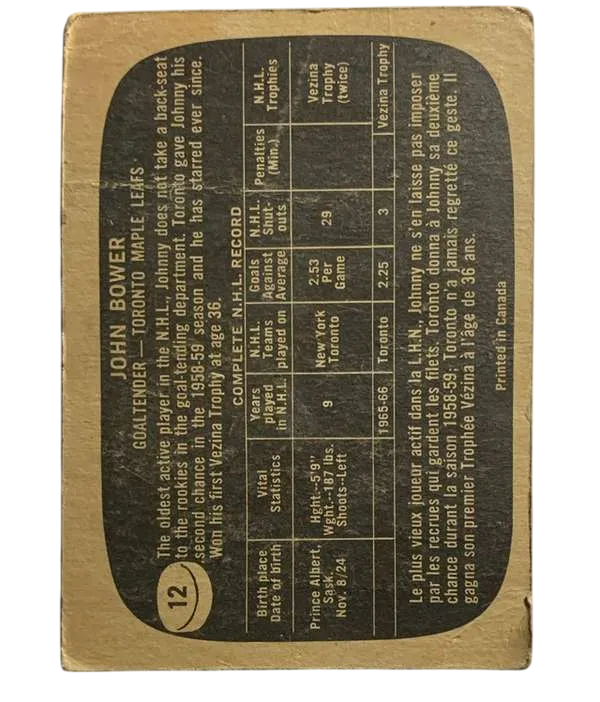 12
JOHN BOWER
GOALTENDER — TORONTO MAPLE LEAFS
The oldest active player in the N.H.L., Johnny does not take a back-seat
to the rookies in the goal-tending department. Toronto gave Johnny his
second chance in the 1958-59 season and he has starred ever since.
Won his first Vezina Trophy at age 36.
COMPLETE N.H.L. RECORD
Birth place Vital Years N.H.L. Goals N.H.L. Penalties N.H.L.
Date of birth Statistics played Teams Against Shut- (Min.) Trophies
in N.H.L. played on Average outs
Prince Albert, Hght.--5'9" 9 New York 2.53 29 Vezina
Sask. Wght.-187 lbs. Toronto Per Trophy
Nov. 8/24 Shoots--Left Game (twice)
1965-66 Toronto 2.25 3 Vezina Trophy
Le plus vieux joueur actif dans la L.H.N. Johnny ne s'en laisse pas imposer
par les recrues qui gardent les filets. Toronto donna à Johnny sa deuxième
chance durant la saison 1958-59; Toronto n'a jamais regretté ce geste. Il
gagna son premier Trophée Vézina à l'âge de 36 ans.
Printed in Canada